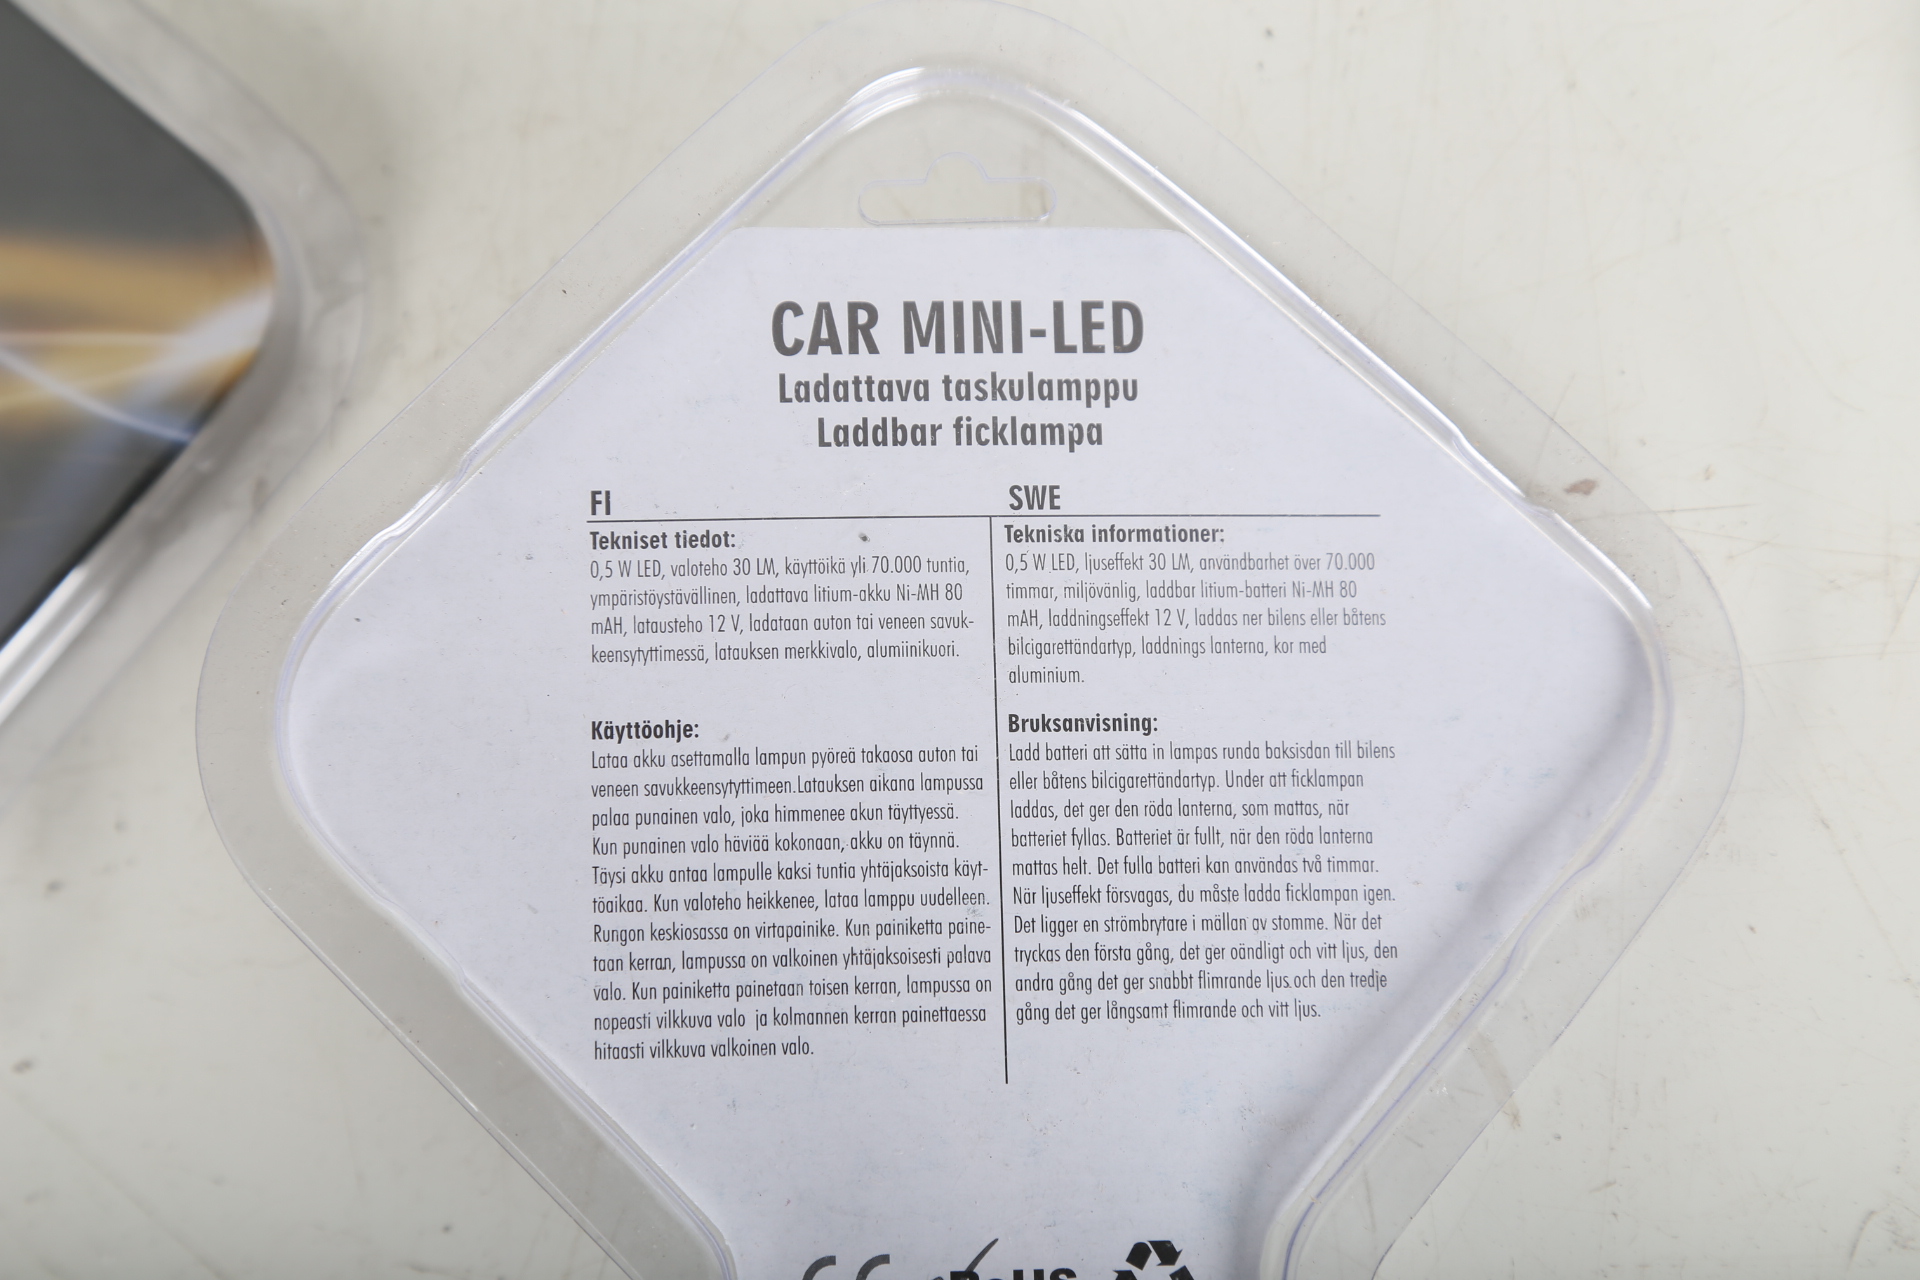 CAR MINI-LED
Ladattava taskulamppu
Laddbar ficklampa
FI
Tekniset tiedot:
0,5 W LED, valoteho 30 LM, käyttöikä yli 70.000 tuntia,
ympäristöystävällinen, ladattava litium-akku Ni-MH 80
mAH, latausteho 12 V, ladataan auton tai veneen savuk-
keensytyttimessä, latauksen merkkivalo, alumiinikuori.
Käyttöohje:
Lataa akku asettamalla lampun pyöreä takaosa auton tai
veneen savukkeensytyttimeen.Latauksen aikana lampussa
palaa punainen valo, joka himmenee akun täyttyessä.
Kun punainen valo häviää kokonaan, akku on täynnä.
Täysi akku antaa lampulle kaksi tuntia yhtäjaksoista käyt-
töaikaa. Kun valoteho heikkenee, lataa lamppu uudelleen.
Rungon keskiosassa on virtapainike. Kun painiketta paine-
taan kerran, lampussa on valkoinen yhtäjaksoisesti palava
valo. Kun painiketta painetaan toisen kerran, lampussa on
nopeasti vilkkuva valo ja kolmannen kerran painettaessa
hitaasti vilkkuva valkoinen valo.
SWE
Tekniska informationer:
0,5 W LED, ljuseffekt 30 LM, användbarhet över 70.000
timmar, miljövänlig, laddbar litium-batteri Ni-MH 80
mAH, laddningseffekt 12 V, laddas ner bilens eller båtens
bilcigarettändartyp, laddnings lanterna, kor med
aluminium.
Bruksanvisning:
Ladd batteri att sätta in lampas runda baksisdan till bilens
eller båtens bilcigarettändartyp. Under att ficklampan
laddas, det ger den röda lanterna, som mattas, när
batteriet fyllas. Batteriet är fullt, när den röda lanterna
mattas helt. Det fulla batteri kan användas två timmar.
När ljuseffekt försvagas, du måste ladda ficklampan igen.
Det ligger en strömbrytare i mällan av stomme. När det
tryckas den första gång, det ger oändligt och vitt ljus, den
andra gång det ger snabbt flimrande ljus och den tredje
gång det ger långsamt flimrande och vitt ljus.
CE RoHS